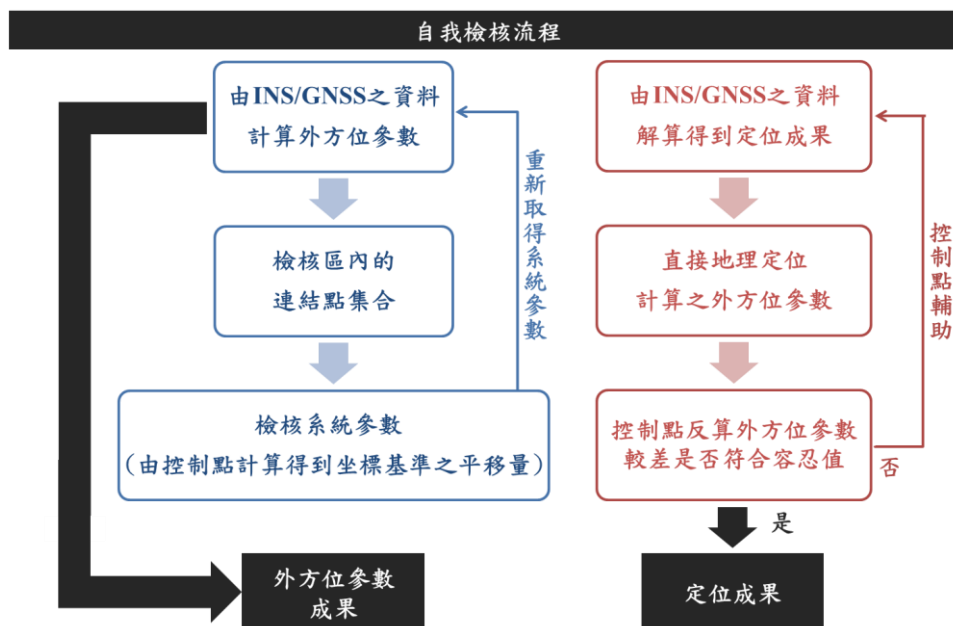 自我檢核流程
由INS/GNSS之資料
計算外方位參數
重新取得系統參數
檢核區內的
連結點集合
檢核系統參數
（由控制點計算得到坐標基準之平移量）
外方位參數
成果
由INS/GNSS之資料
解算得到定位成果
控制點輔助
直接地理定位
計算之外方位參數
控制點反算外方位參數
較差是否符合容忍值
否
是
定位成果